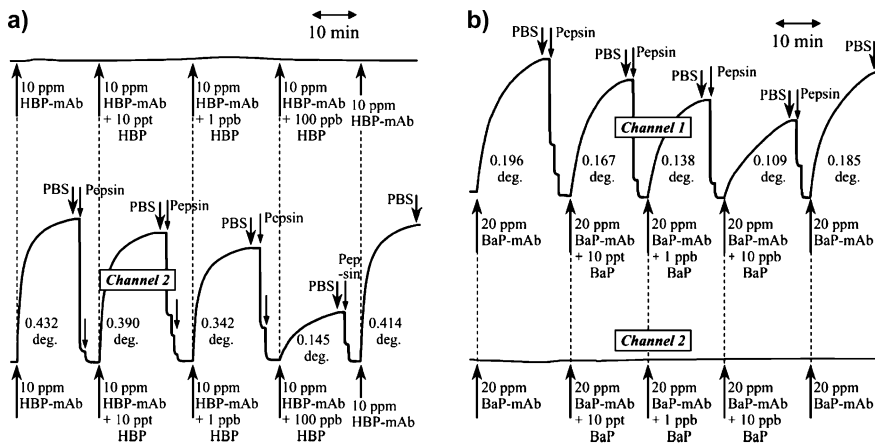 a)
10 min
10 ppm
HBP-mAb
10 ppm
HBP-mAb
+ 10 ppt
HBP
10 ppm
HBP-mAb
+ 1 ppb
HBP
10 ppm
HBP-mAb
+ 100 ppb
HBP
10 ppm
HBP-mAb
PBS
Pepsin
PBS
Pepsin
PBS
Pepsin
PBS
Pep
-sin
PBS
Channel 2
0.432
deg.
0.390
deg.
0.342
deg.
0.145
deg.
0.414
deg.
10 ppm
HBP-mAb
10 ppm
HBP-mAb
+ 10 ppt
HBP
10 ppm
HBP-mAb
+ 1 ppb
HBP
10 ppm
HBP-mAb
+ 100 ppb
HBP
10 ppm
HBP-mAb
b)
10 min
PBS
Pepsin
PBS
Pepsin
PBS
Pepsin
PBS
Pepsin
PBS
Channel 1
0.196
deg.
0.167
deg.
0.138
deg.
0.109
deg.
0.185
deg.
20 ppm
BaP-mAb
20 ppm
BaP-mAb
+ 10 ppt
BaP
20 ppm
BaP-mAb
+ 1 ppb
BaP
20 ppm
BaP-mAb
+ 10 ppb
BaP
20 ppm
BaP-mAb
Channel 2
20 ppm
BaP-mAb
20 ppm
BaP-mAb
+ 10 ppt
BaP
20 ppm
BaP-mAb
+ 1 ppb
BaP
20 ppm
BaP-mAb
+ 10 ppb
BaP
20 ppm
BaP-mAb